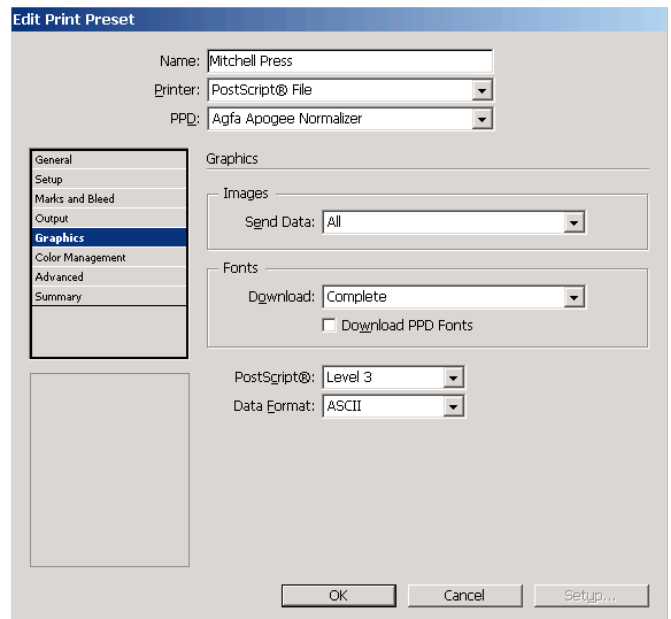 Edit Print Preset
Name: Mitchell Press
Printer: PostScript® File
PPD: Agfa Apogee Normalizer
General
Setup
Marks and Bleed
Output
Graphics
Color Management
Advanced
Summary
Graphics
Images
Send Data: All
Fonts
Download: Complete
Download PPD Fonts
PostScript®: Level 3
Data Format: ASCII
OK
Cancel
Setup...